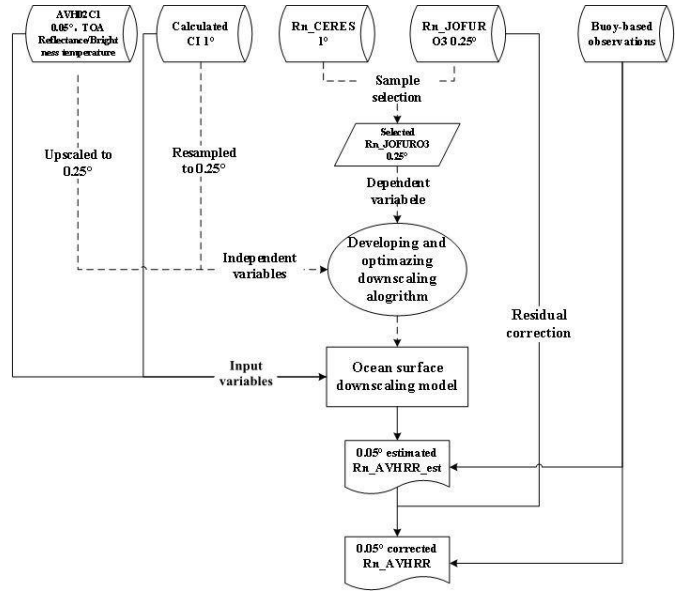 AVH02C1
0.05°, TOA
Reflectance/Bright
ness temperature
Calculated
CI 1°
Rn_CERES
1°
Rn_JOFUR
O3 0.25°
Buoy-based
observations
Sample
selection
Selected
Rn_JOFURO3
0.25°
Upscaled to
0.25°
Resampled
to 0.25°
Dependent
variabele
Independent
variables
Developing and
optimazing
downscaling
alogrithm
Residual
correction
Input
variables
Ocean surface
downscaling model
0.05° estimated
Rn_AVHRR_est
0.05° corrected
Rn_AVHRR